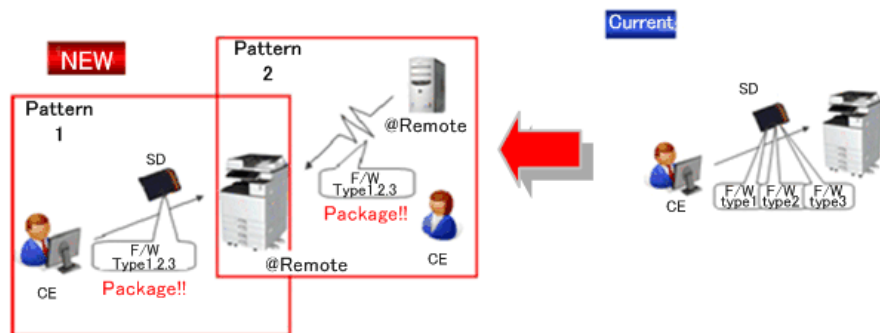 NEW
Pattern
1
SD
F/W
Type1.2.3
Package!!
CE
Pattern
2
@Remote
F/W
Type1.2.3
Package!!
CE
@Remote
Current
SD
CE
F/W
type1
F/W
type2
F/W
type3